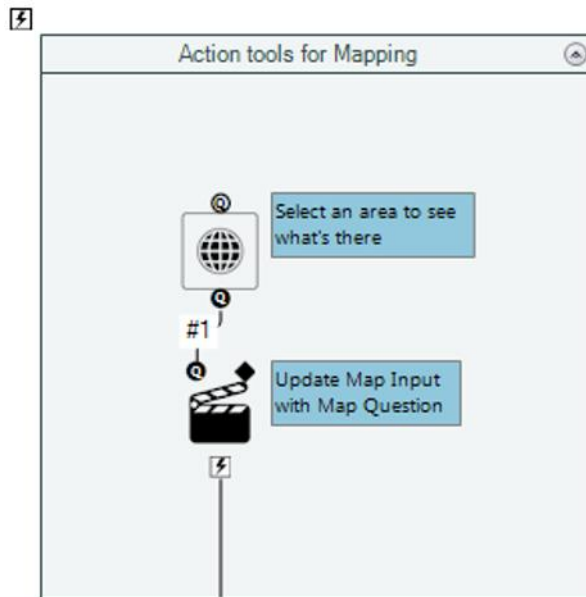 Action tools for Mapping
Q
Select an area to see
what's there
Q
#1
Q
Update Map Input
with Map Question